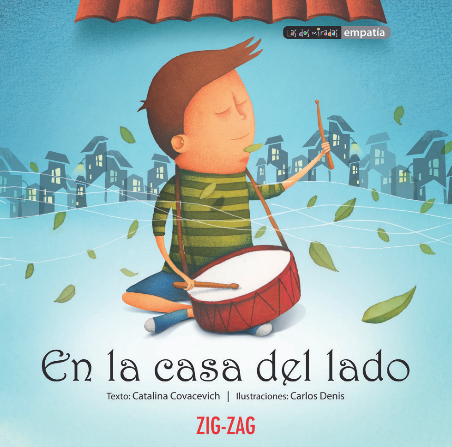 Las dos miradas empatía
En la casa del lado
Texto: Catalina Covacevich | Ilustraciones: Carlos Denis
ZIG-ZAG